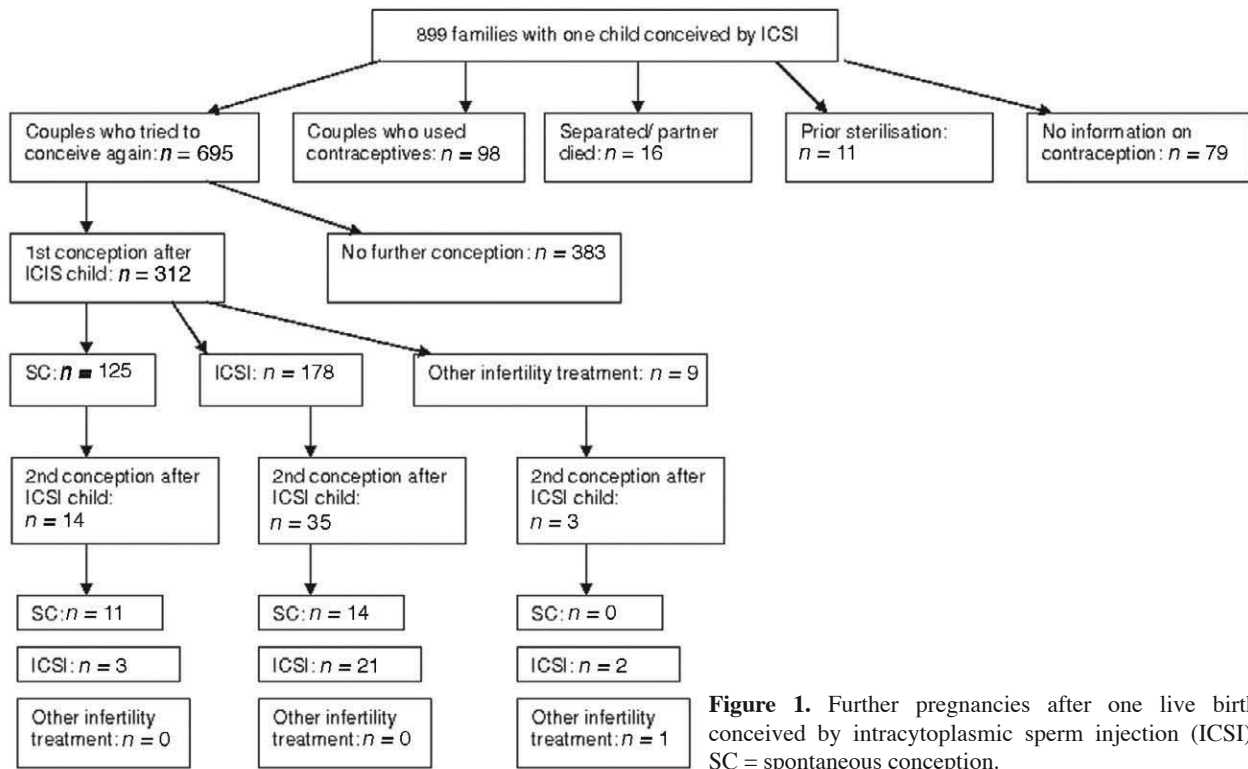 899 families with one child conceived by ICSI
Couples who tried to
conceive again: n = 695
Couples who used
contraceptives: n = 98
Separated/ partner
died: n = 16
Prior sterilisation:
n = 11
No information on
contraception: n = 79
1st conception after
ICIS child: n = 312
No further conception: n = 383
SC: n = 125
ICSI: n = 178
Other infertility treatment: n = 9
2nd conception after
ICSI child:
n = 14
2nd conception after
ICSI child:
n = 35
2nd conception after
ICSI child:
n = 3
SC: n = 11
ICSI: n = 3
Other infertility
treatment: n = 0
SC: n = 14
ICSI: n = 21
Other infertility
treatment: n = 0
SC: n = 0
ICSI: n = 2
Other infertility
treatment: n = 1
Figure 1. Further pregnancies after one live birth
conceived by intracytoplasmic sperm injection (ICSI)
SC = spontaneous conception.